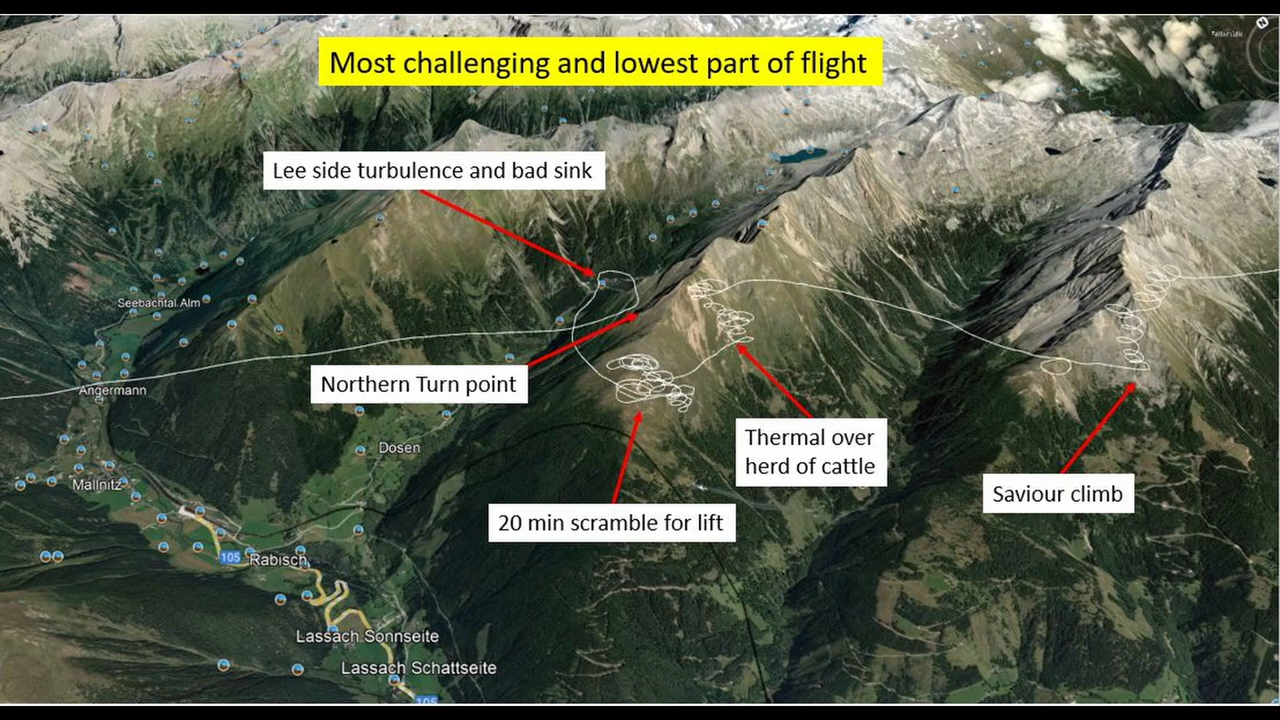 Most challenging and lowest part of flight
Lee side turbulence and bad sink
Seebachtal Alm
Northern Turn point
Angermann
Thermal over
herd of cattle
Dösen
Mallnitz
Saviour climb
20 min scramble for lift
105
Rabisch
Lassach Sonnseite
Lassach Schattseite
105